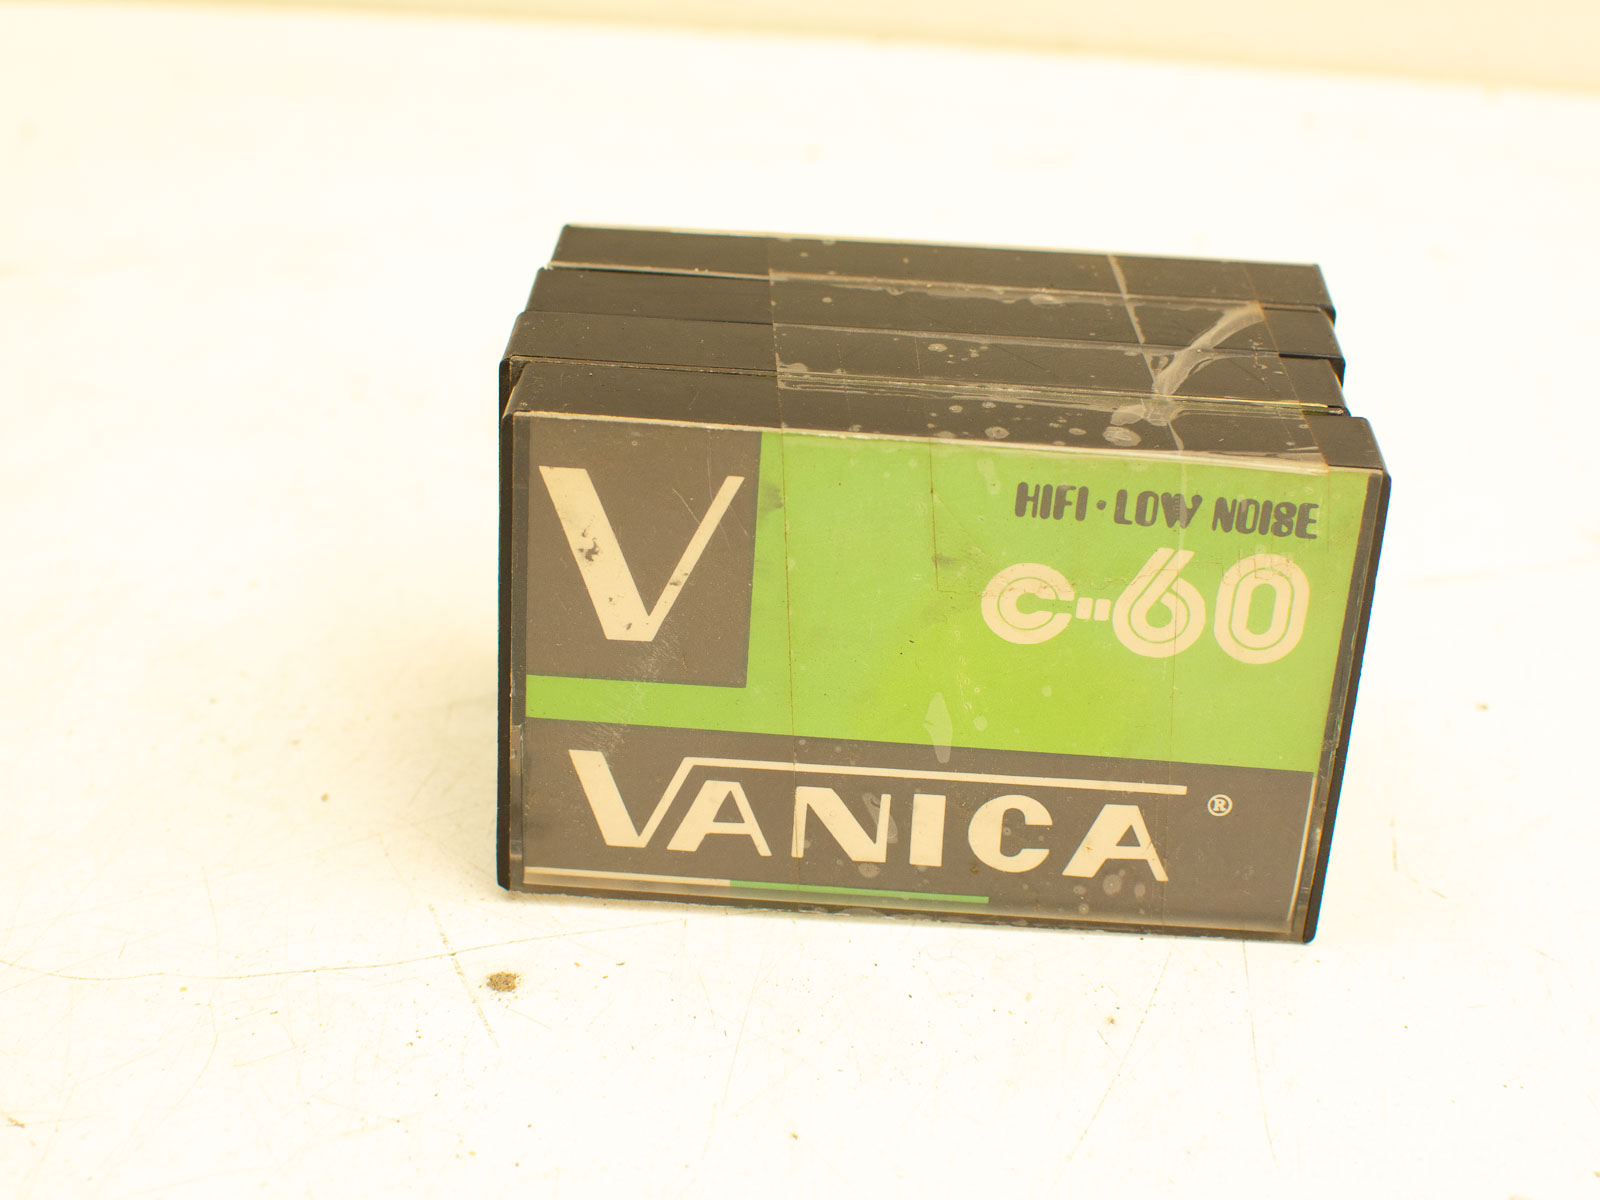 V
HIFI·LOW NOISE
C-60
VANICA ®